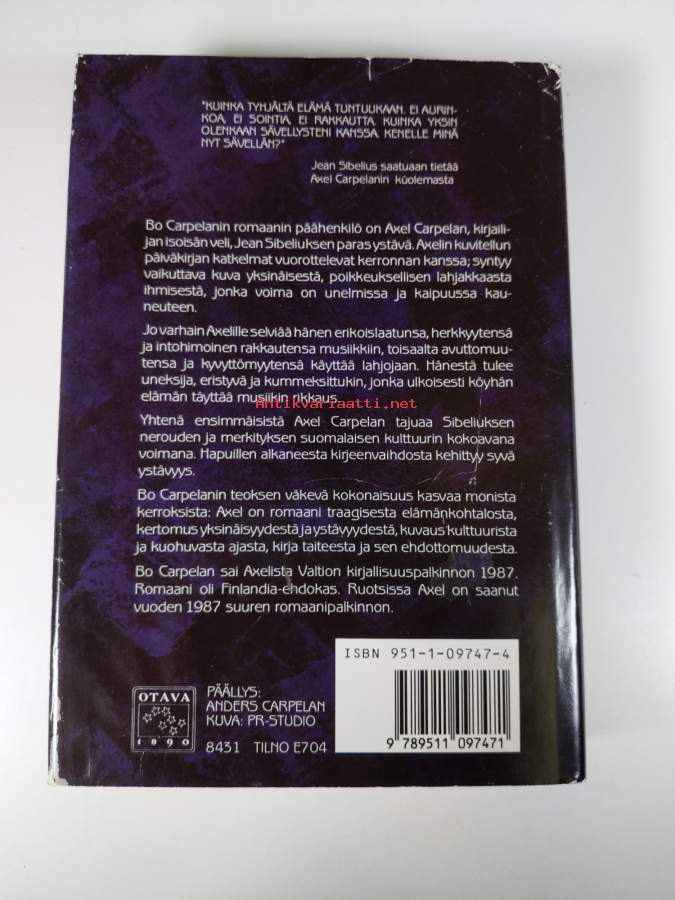 "KUINKA TYHJÄLTÄ ELÄMÄ TUNTUUKAAN. EI AURIN-
KOA, EI SOINTIA, EI RAKKAUTTA. KUINKA YKSIN
OLENKAAN SÄVELLYSTENI KANSSA. KENELLE MINÄ
NYT SÄVELLÄN?"
Jean Sibelius saatuaan tietää
Axel Carpelanin kuolemasta
Bo Carpelanin romaanin päähenkilö on Axel Carpelan, kirjaili-
jan isoisän veli, Jean Sibeliuksen paras ystävä. Axelin kuvitellun
päiväkirjan katkelmat vuorottelevat kerronnan kanssa; syntyy
vaikuttava kuva yksinäisestä, poikkeuksellisen lahjakkaasta
ihmisestä, jonka voima on unelmissa ja kaipuussa kau-
neuteen.
Jo varhain Axelille selviää hänen erikoislaatunsa, herkkyytensä
ja intohimoinen rakkautensa musiikkiin, toisaalta avuttomuu-
tensa ja kyvyttömyytensä käyttää lahjojaan. Hänestä tulee
uneksija, eristyvä ja kummeksittukin, jonka ulkoisesti köyhän
elämän täyttää musiikin rikkaus.
Antikvariaatti.net
Yhtenä ensimmäisistä Axel Carpelan tajuaa Sibeliuksen
nerouden ja merkityksen suomalaisen kulttuurin kokoavana
voimana. Hapuillen alkaneesta kirjeenvaihdosta kehittyy syvä
ystävyys.
Bo Carpelanin teoksen väkevä kokonaisuus kasvaa monista
kerroksista: Axel on romaani traagisesta elämänkohtalosta,
kertomus yksinäisyydestä ja ystävyydestä, kuvaus kulttuurista
ja kuohuvasta ajasta, kirja taiteesta ja sen ehdottomuudesta.
Bo Carpelan sai Axelista Valtion kirjallisuuspalkinnon 1987.
Romaani oli Finlandia-ehdokas. Ruotsissa Axel on saanut
vuoden 1987 suuren romaanipalkinnon.
ISBN 951-1-09747-4
OTAVA
1890
PÄÄLLYS:
ANDERS CARPELAN
KUVA: PR-STUDIO
8431 TILNO E704
9 789511 097471